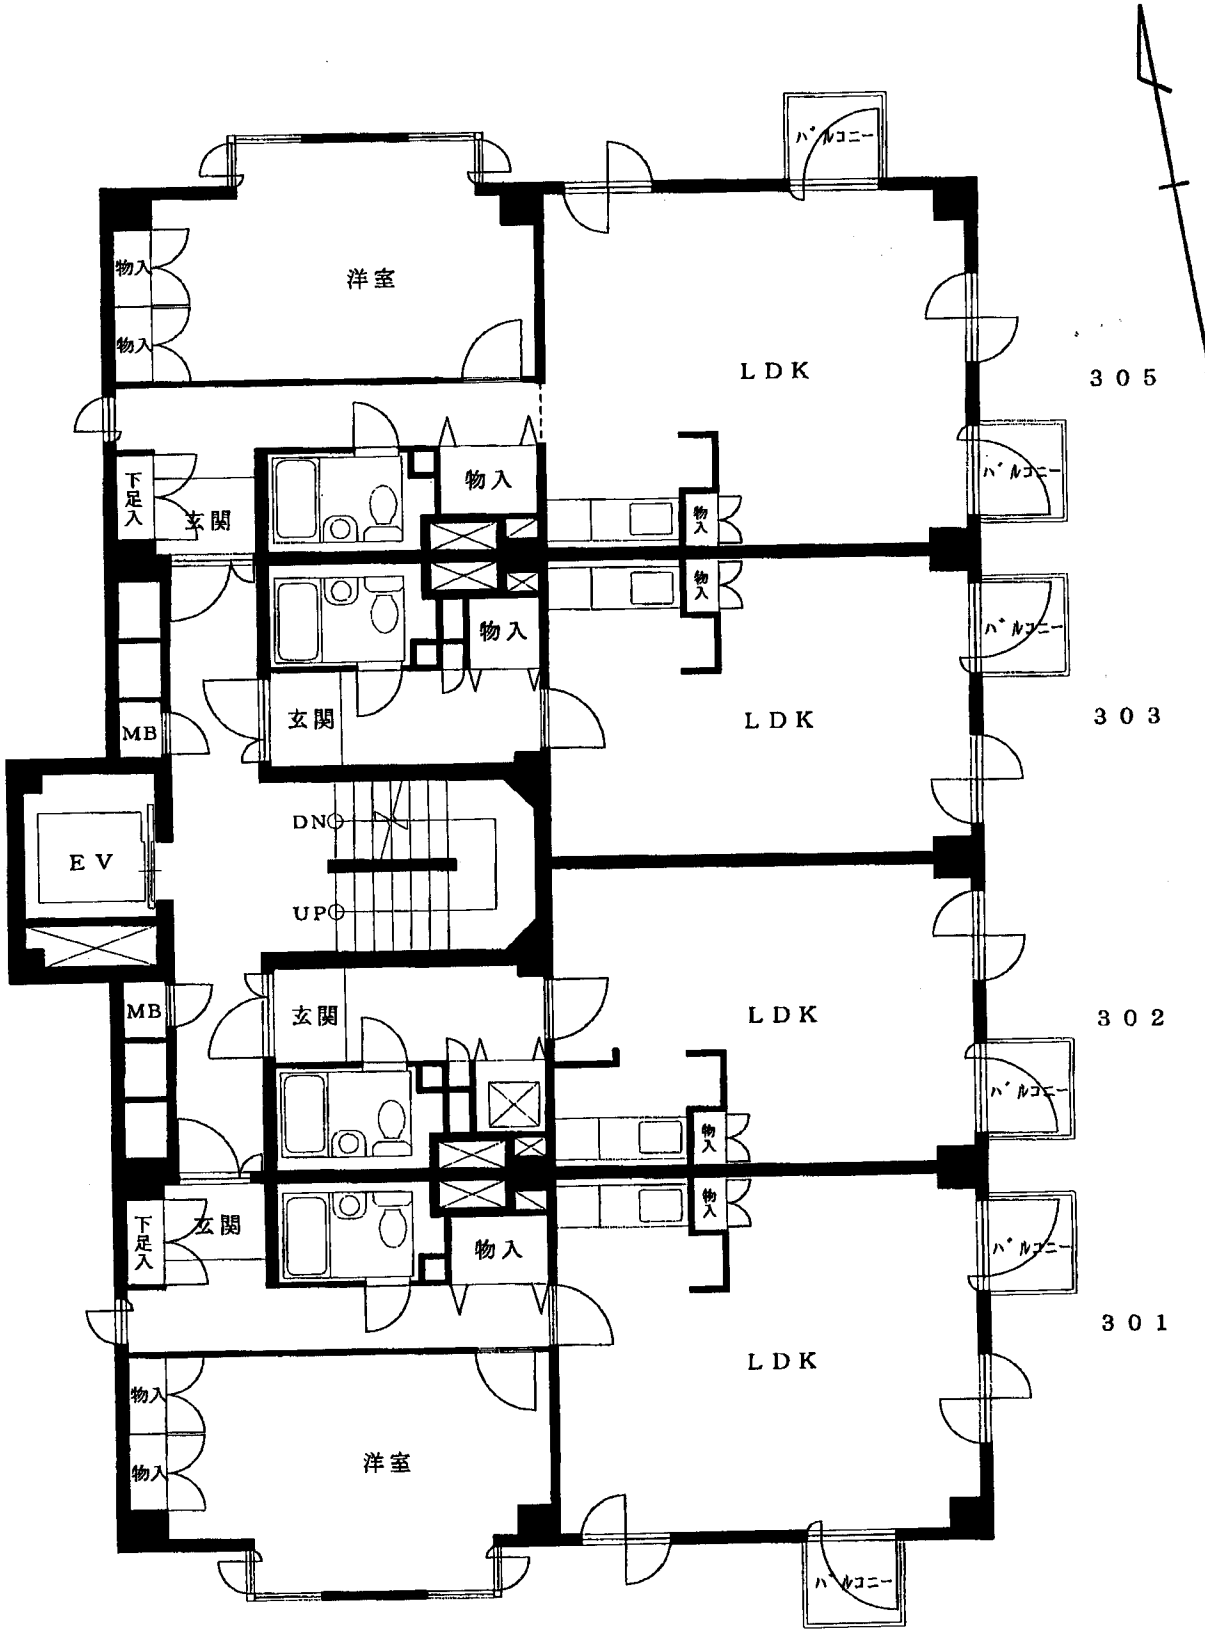 バルコニー
物入
洋室
物入
LDK
305
下足入
玄関
物入
物入
バルコニー
物入
物入
バルコニー
MB
玄関
LDK
303
EV
DN
UP
MB
玄関
LDK
302
バルコニー
物入
物入
下足入
玄関
物入
バルコニー
LDK
301
物入
物入
洋室
バルコニー